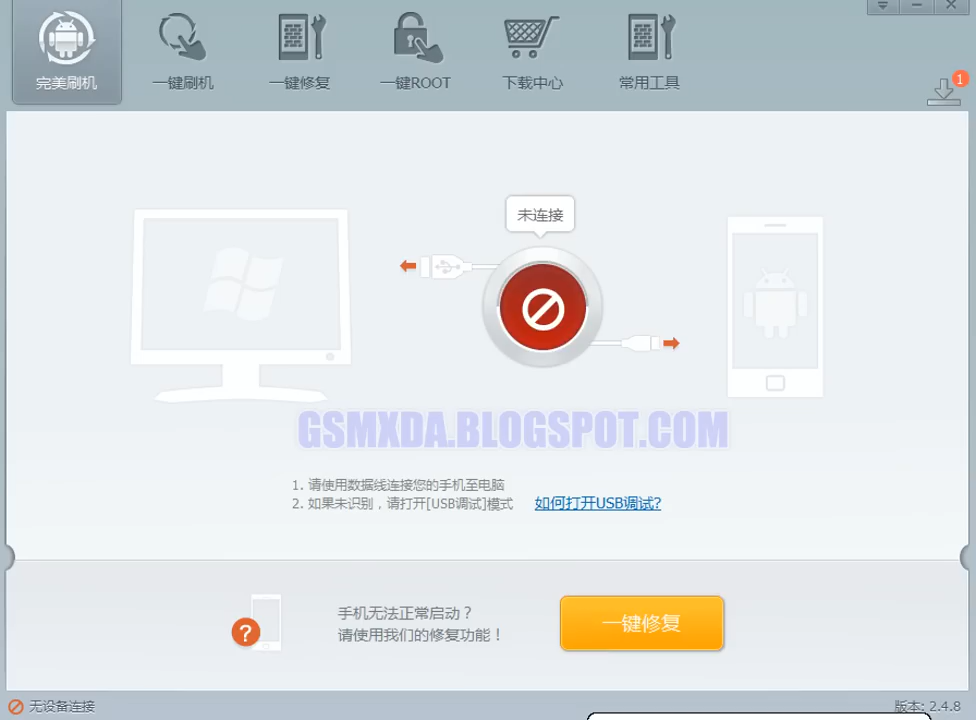 完美刷机
一键刷机
一键修复
一键ROOT
下载中心
常用工具
1
未连接
GSMXDA.BLOGSPOT.COM
1. 请使用数据线连接您的手机至电脑
2. 如果未识别，请打开[USB调试]模式 如何打开USB调试?
手机无法正常启动？
请使用我们的修复功能！
?
一键修复
无设备连接
版本: 2.4.8